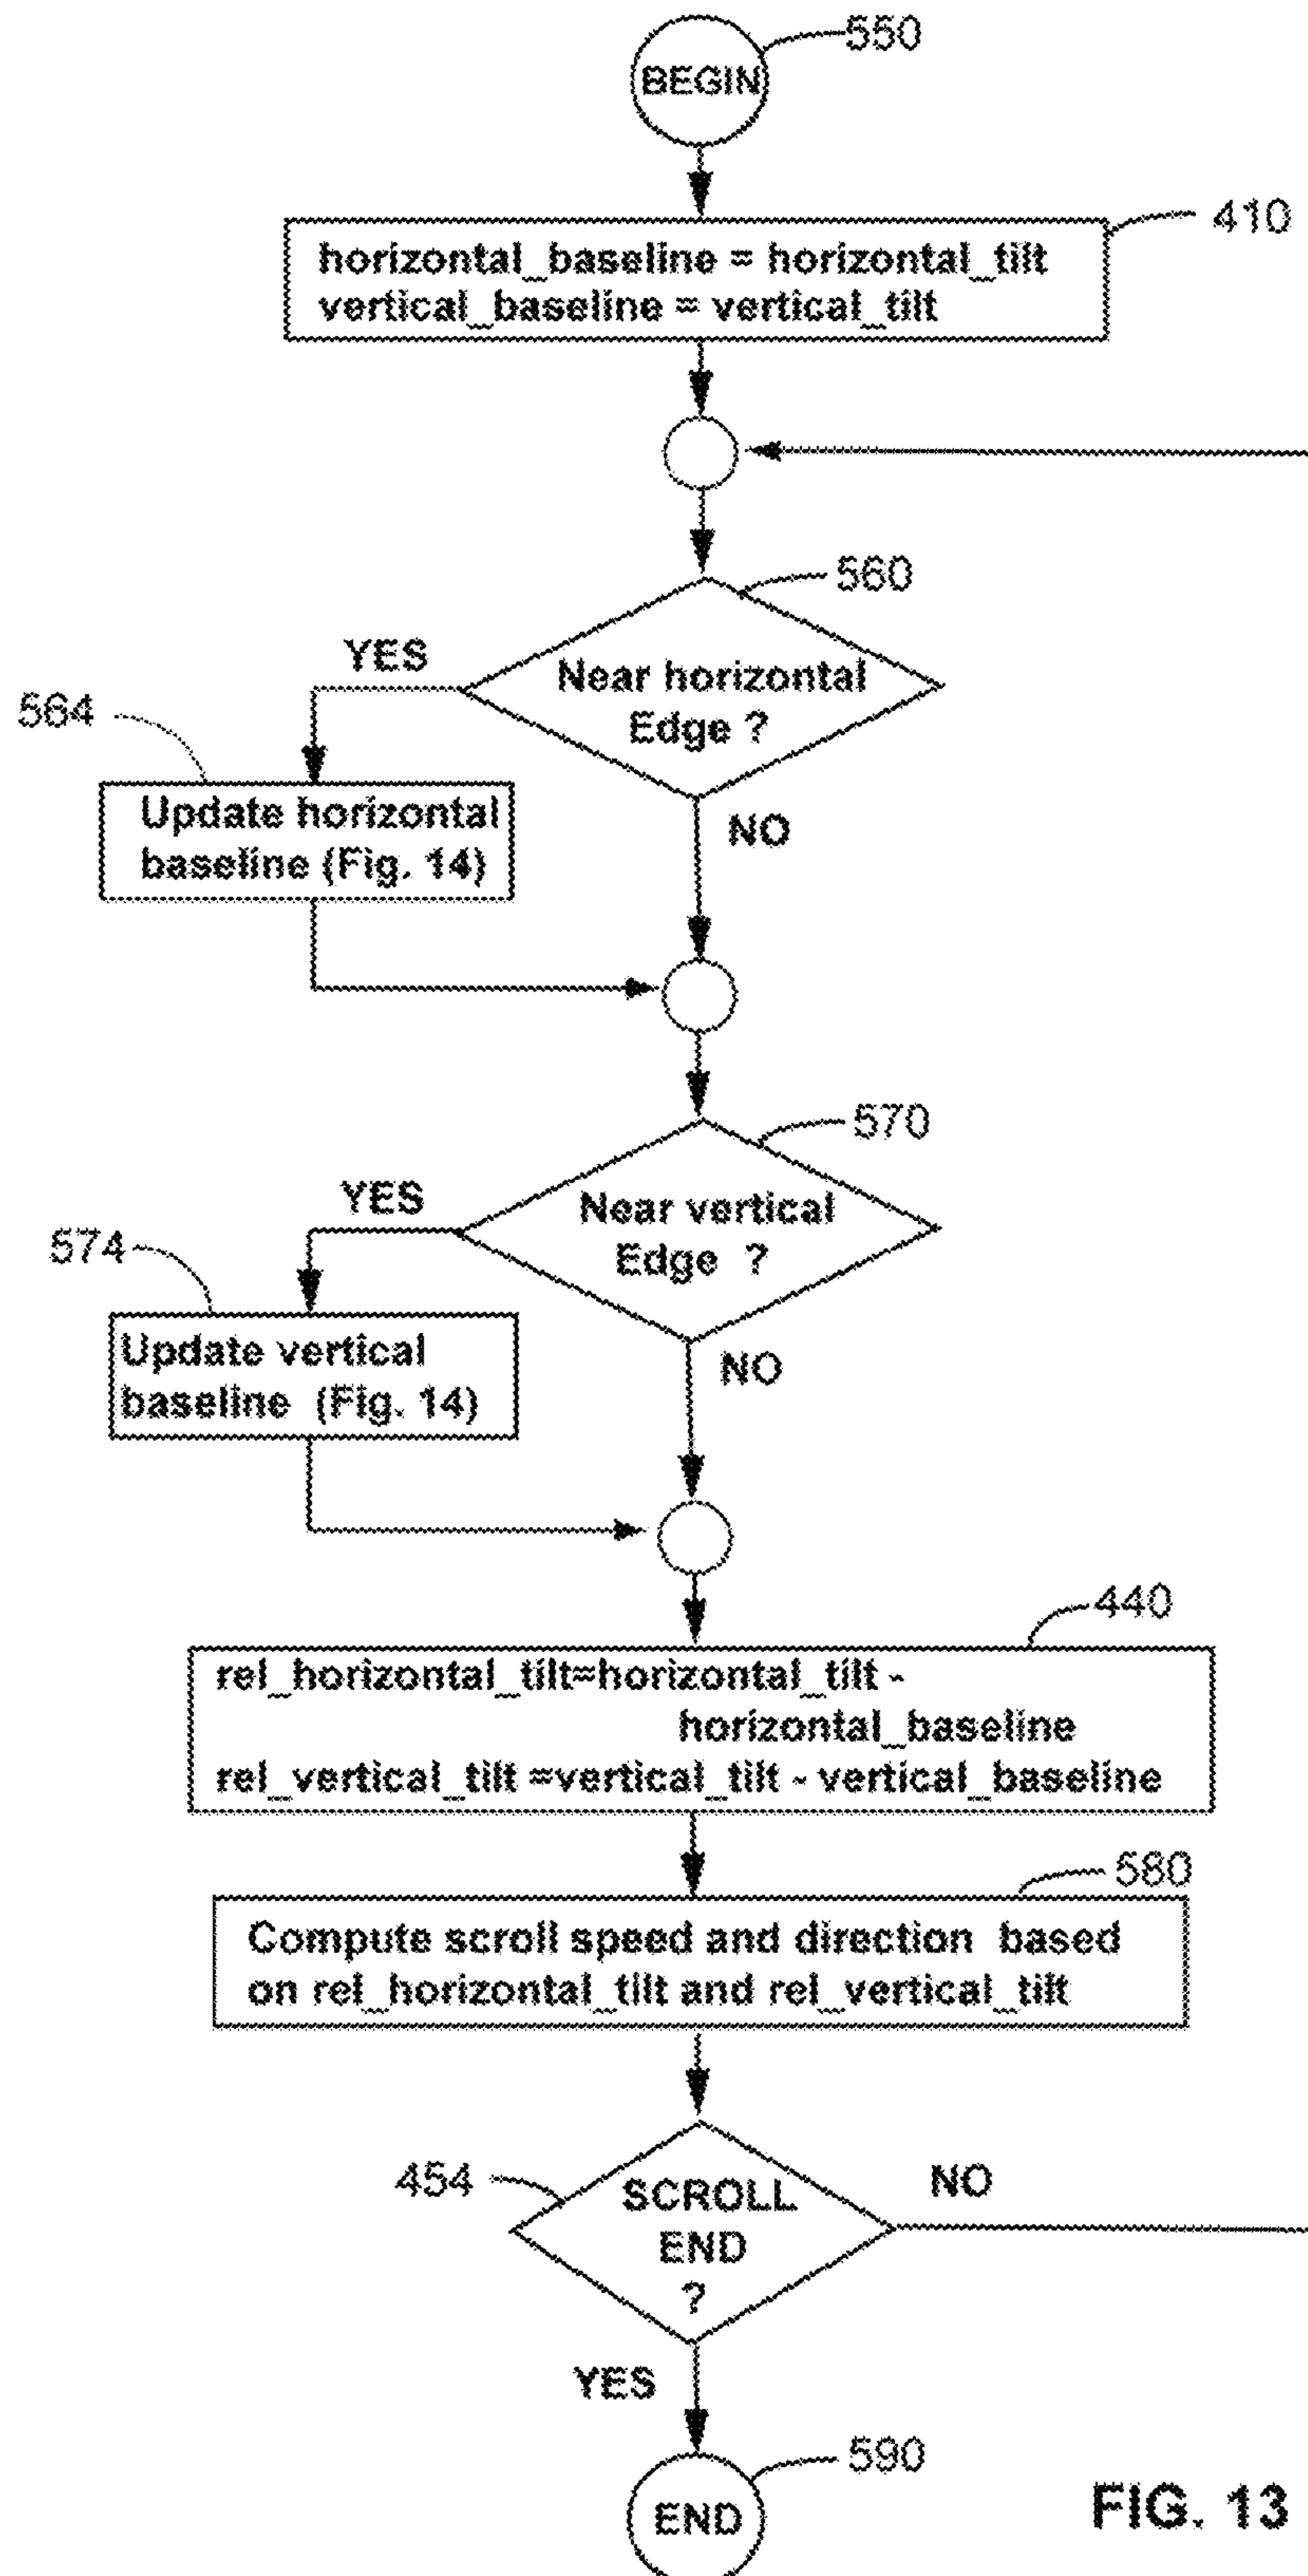 550
BEGIN
410
horizontal_baseline = horizontal_tilt
vertical_baseline = vertical_tilt
560
YES
Near horizontal
Edge ?
564
Update horizontal
baseline (Fig. 14)
NO
570
YES
Near vertical
Edge ?
574
Update vertical
baseline (Fig. 14)
NO
440
rel_horizontal_tilt=horizontal_tilt -
horizontal_baseline
rel_vertical_tilt =vertical_tilt - vertical_baseline
580
Compute scroll speed and direction based
on rel_horizontal_tilt and rel_vertical_tilt
454
SCROLL
END
?
NO
YES
590
END
FIG. 13